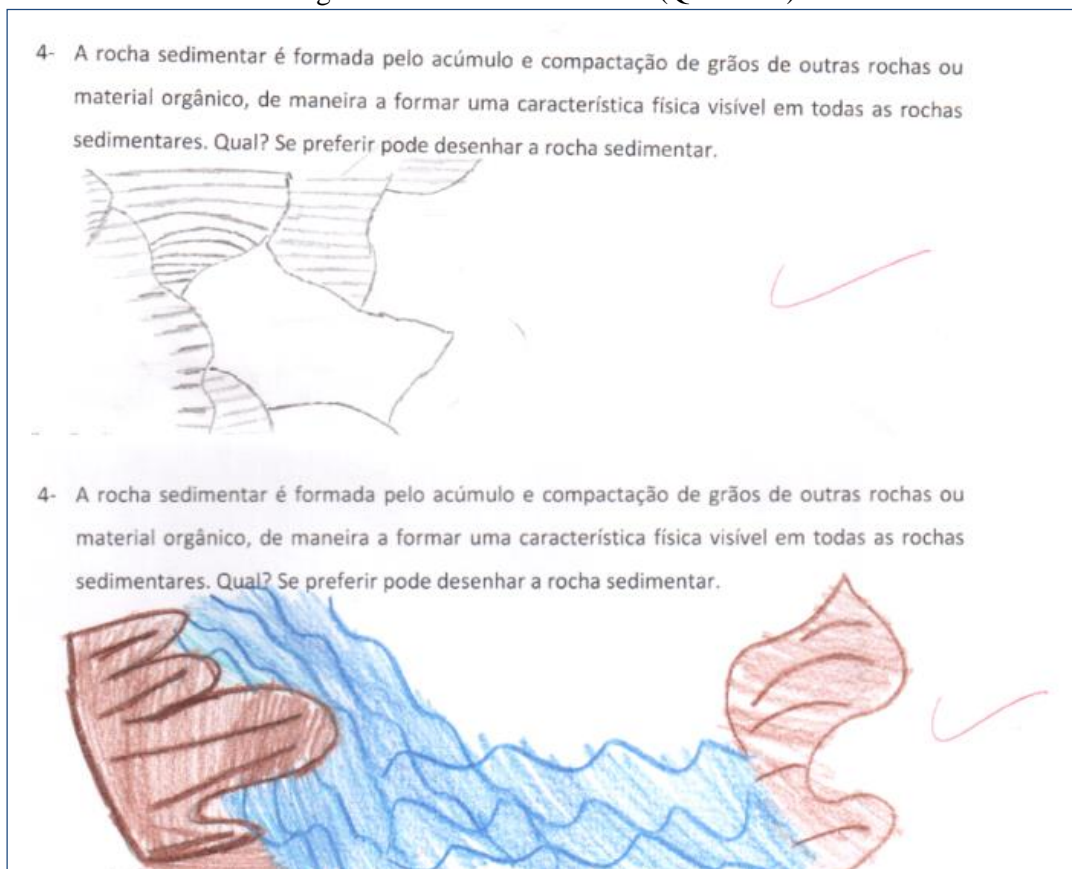 4- A rocha sedimentar é formada pelo acúmulo e compactação de grãos de outras rochas ou
material orgânico, de maneira a formar uma característica física visível em todas as rochas
sedimentares. Qual? Se preferir pode desenhar a rocha sedimentar.
4- A rocha sedimentar é formada pelo acúmulo e compactação de grãos de outras rochas ou
material orgânico, de maneira a formar uma característica física visível em todas as rochas
sedimentares. Qual? Se preferir pode desenhar a rocha sedimentar.